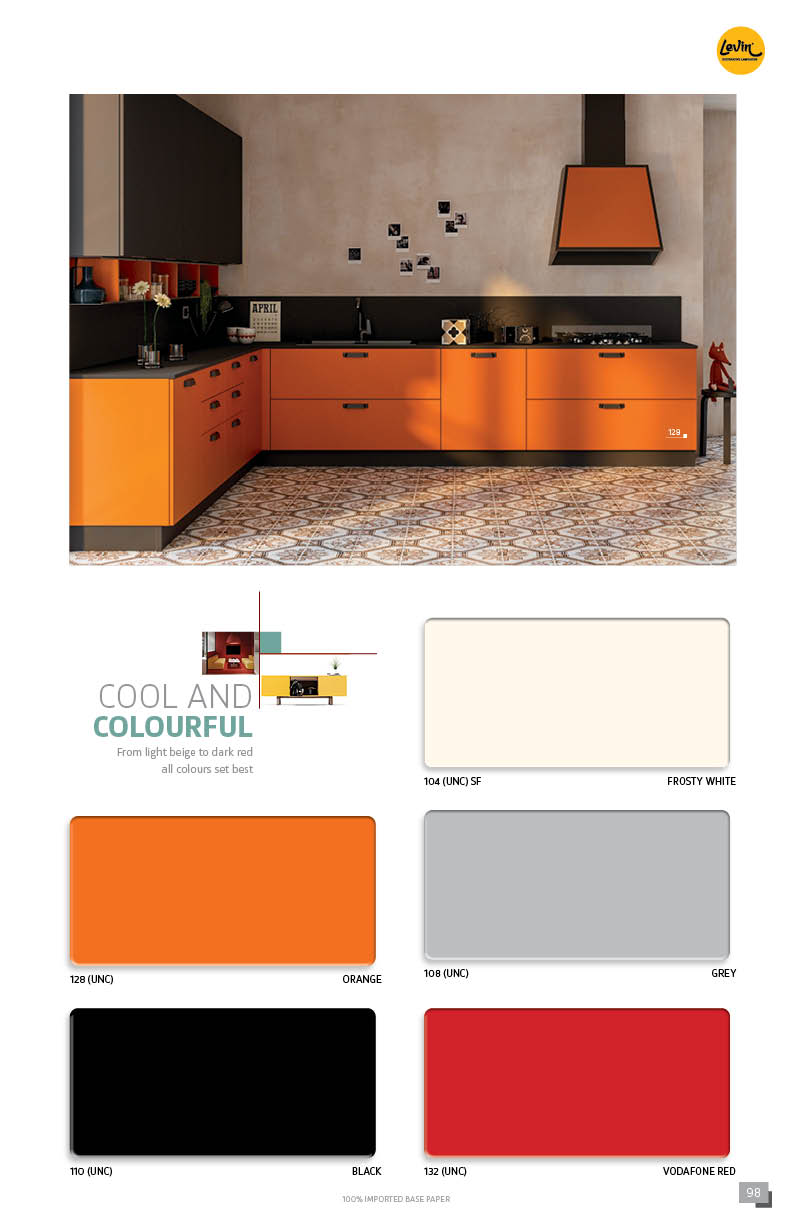 Levin
DECORATIVE LAMINATES
APRIL
128
COOL AND
COLOURFUL
From light beige to dark red
all colours set best
104 (UNC) SF
FROSTY WHITE
128 (UNC)
ORANGE
108 (UNC)
GREY
110 (UNC)
BLACK
132 (UNC)
VODAFONE RED
100% IMPORTED BASE PAPER
98